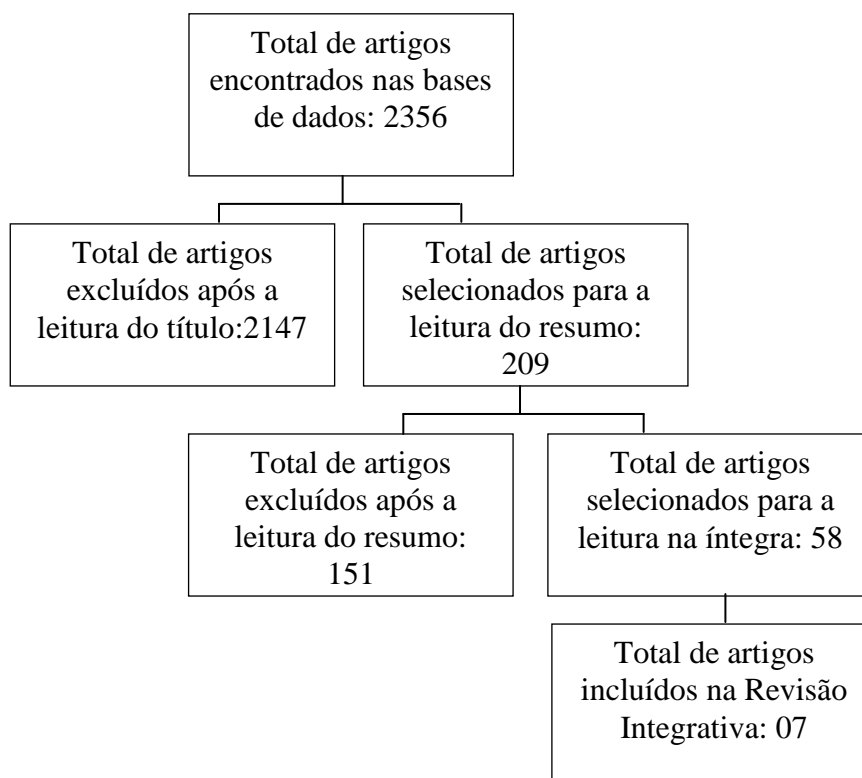 Total de artigos
encontrados nas bases
de dados: 2356
Total de artigos
excluídos após a
leitura do título:2147
Total de artigos
selecionados para a
leitura do resumo:
209
Total de artigos
excluídos após a
leitura do resumo:
151
Total de artigos
selecionados para a
leitura na íntegra: 58
Total de artigos
incluídos na Revisão
Integrativa: 07